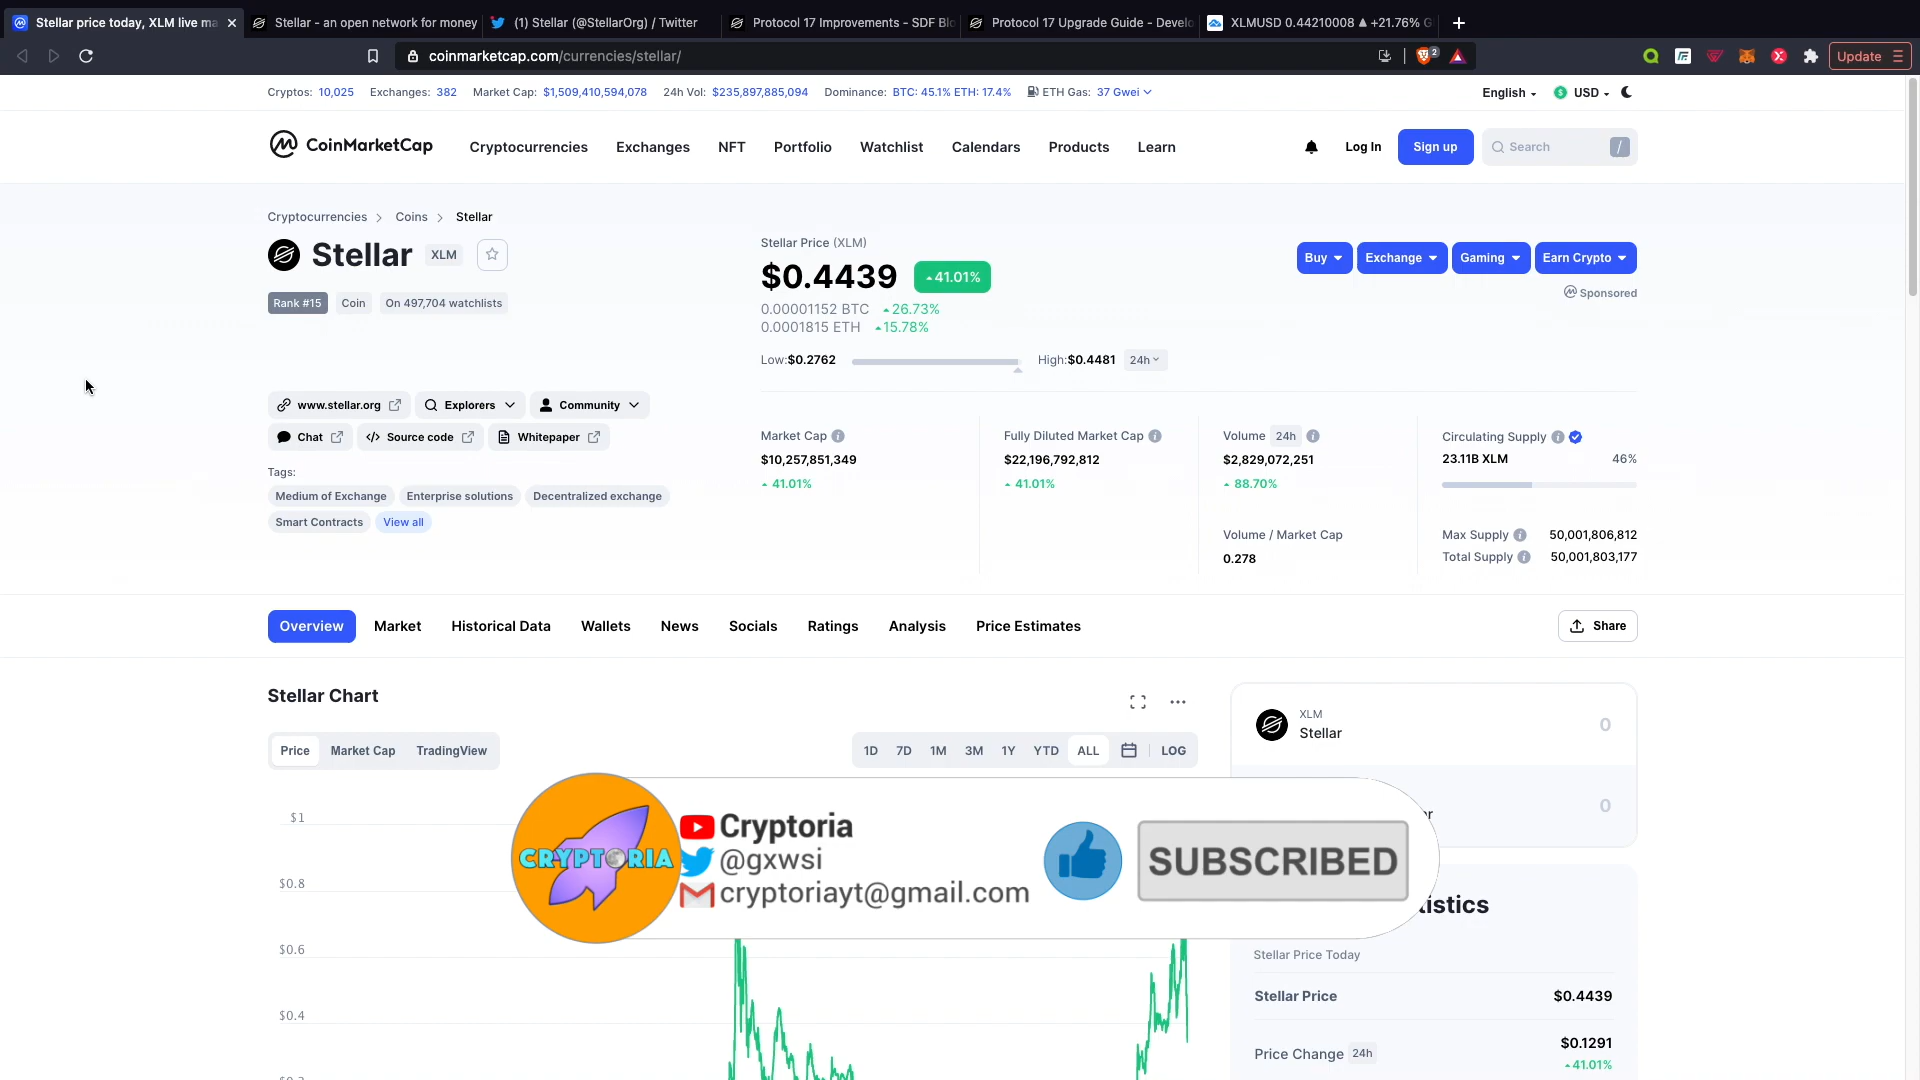 Stellar price today, XLM live ma
Stellar - an open network for money
(1) Stellar (@StellarOrg) / Twitter
Protocol 17 Improvements - SDF Blo
Protocol 17 Upgrade Guide - Develo
XLMUSD 0.44210008 ▲ +21.76% G
coinmarketcap.com/currencies/stellar/
2
Update
Cryptos: 10,025 Exchanges: 382 Market Cap: $1,509,410,594,078 24h Vol: $235,897,885,094 Dominance: BTC: 45.1% ETH: 17.4% ETH Gas: 37 Gwei
English
USD
CoinMarketCap
Cryptocurrencies Exchanges NFT Portfolio Watchlist Calendars Products Learn
Log In
Sign up
Search /
Cryptocurrencies > Coins > Stellar
Stellar XLM
Rank #15 Coin On 497,704 watchlists
Stellar Price (XLM)
$0.4439 41.01%
0.00001152 BTC 26.73%
0.0001815 ETH 15.78%
Low:$0.2762 High:$0.4481 24h
Buy Exchange Gaming Earn Crypto
Sponsored
www.stellar.org Explorers Community
Chat Source code Whitepaper
Tags:
Medium of Exchange Enterprise solutions Decentralized exchange
Smart Contracts View all
Market Cap
$10,257,851,349
41.01%
Fully Diluted Market Cap
$22,196,792,812
41.01%
Volume 24h
$2,829,072,251
88.70%
Volume / Market Cap
0.278
Circulating Supply
23.11B XLM 46%
Max Supply 50,001,806,812
Total Supply 50,001,803,177
Overview Market Historical Data Wallets News Socials Ratings Analysis Price Estimates
Share
Stellar Chart
Price Market Cap TradingView
1D 7D 1M 3M 1Y YTD ALL LOG
$1
$0.8
$0.6
$0.4
XLM
Stellar
0
0
CRYPTORIA
Cryptoria
@gxwsi
cryptoriayt@gmail.com
SUBSCRIBED
tistics
Stellar Price Today
Stellar Price $0.4439
Price Change 24h
$0.1291
41.01%